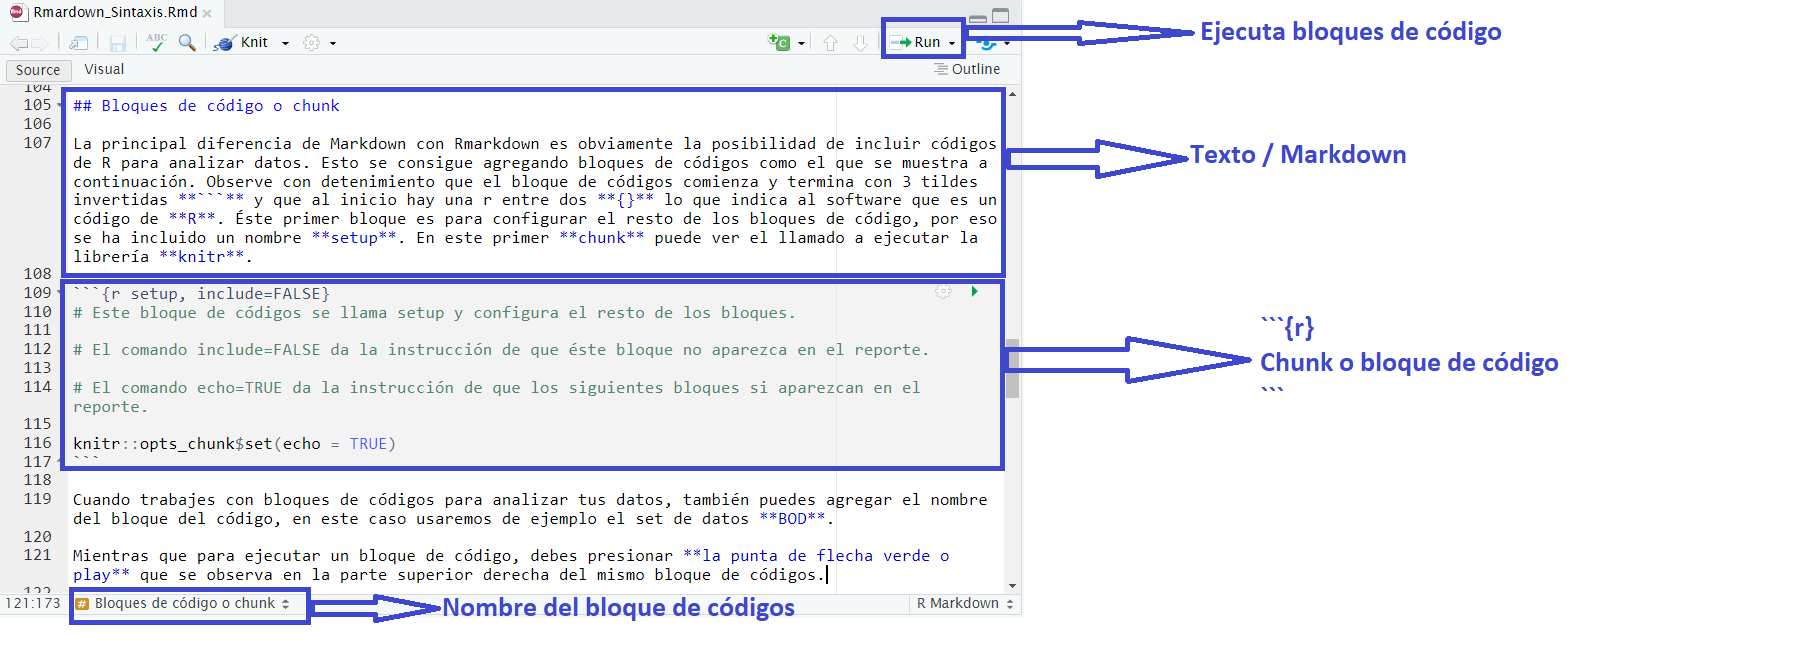 Rmardown_Sintaxis.Rmd
ABC
Knit
Run
Ejecuta bloques de código
Source Visual
Outline
104
105 ## Bloques de código o chunk
106
107 La principal diferencia de Markdown con Rmarkdown es obviamente la posibilidad de incluir códigos
de R para analizar datos. Esto se consigue agregando bloques de códigos como el que se muestra a
continuación. Observe con detenimiento que el bloque de códigos comienza y termina con 3 tildes
invertidas **```** y que al inicio hay una r entre dos **{}** lo que indica al software que es un
código de **R**. Éste primer bloque es para configurar el resto de los bloques de código, por eso
se ha incluido un nombre **setup**. En este primer **chunk** puede ver el llamado a ejecutar la
librería **knitr**.
Texto / Markdown
108
109 ```{r setup, include=FALSE}
110 # Este bloque de códigos se llama setup y configura el resto de los bloques.
111
112 # El comando include=FALSE da la instrucción de que éste bloque no aparezca en el reporte.
113
114 # El comando echo=TRUE da la instrucción de que los siguientes bloques si aparezcan en el
reporte.
115
116 knitr::opts_chunk$set(echo = TRUE)
117 ```
```{r}
Chunk o bloque de código
```
118
119 Cuando trabajes con bloques de códigos para analizar tus datos, también puedes agregar el nombre
del bloque del código, en este caso usaremos de ejemplo el set de datos **BOD**.
120
121 Mientras que para ejecutar un bloque de código, debes presionar **la punta de flecha verde o
play** que se observa en la parte superior derecha del mismo bloque de códigos.
122
121:173 # Bloques de código o chunk
Nombre del bloque de códigos
R Markdown